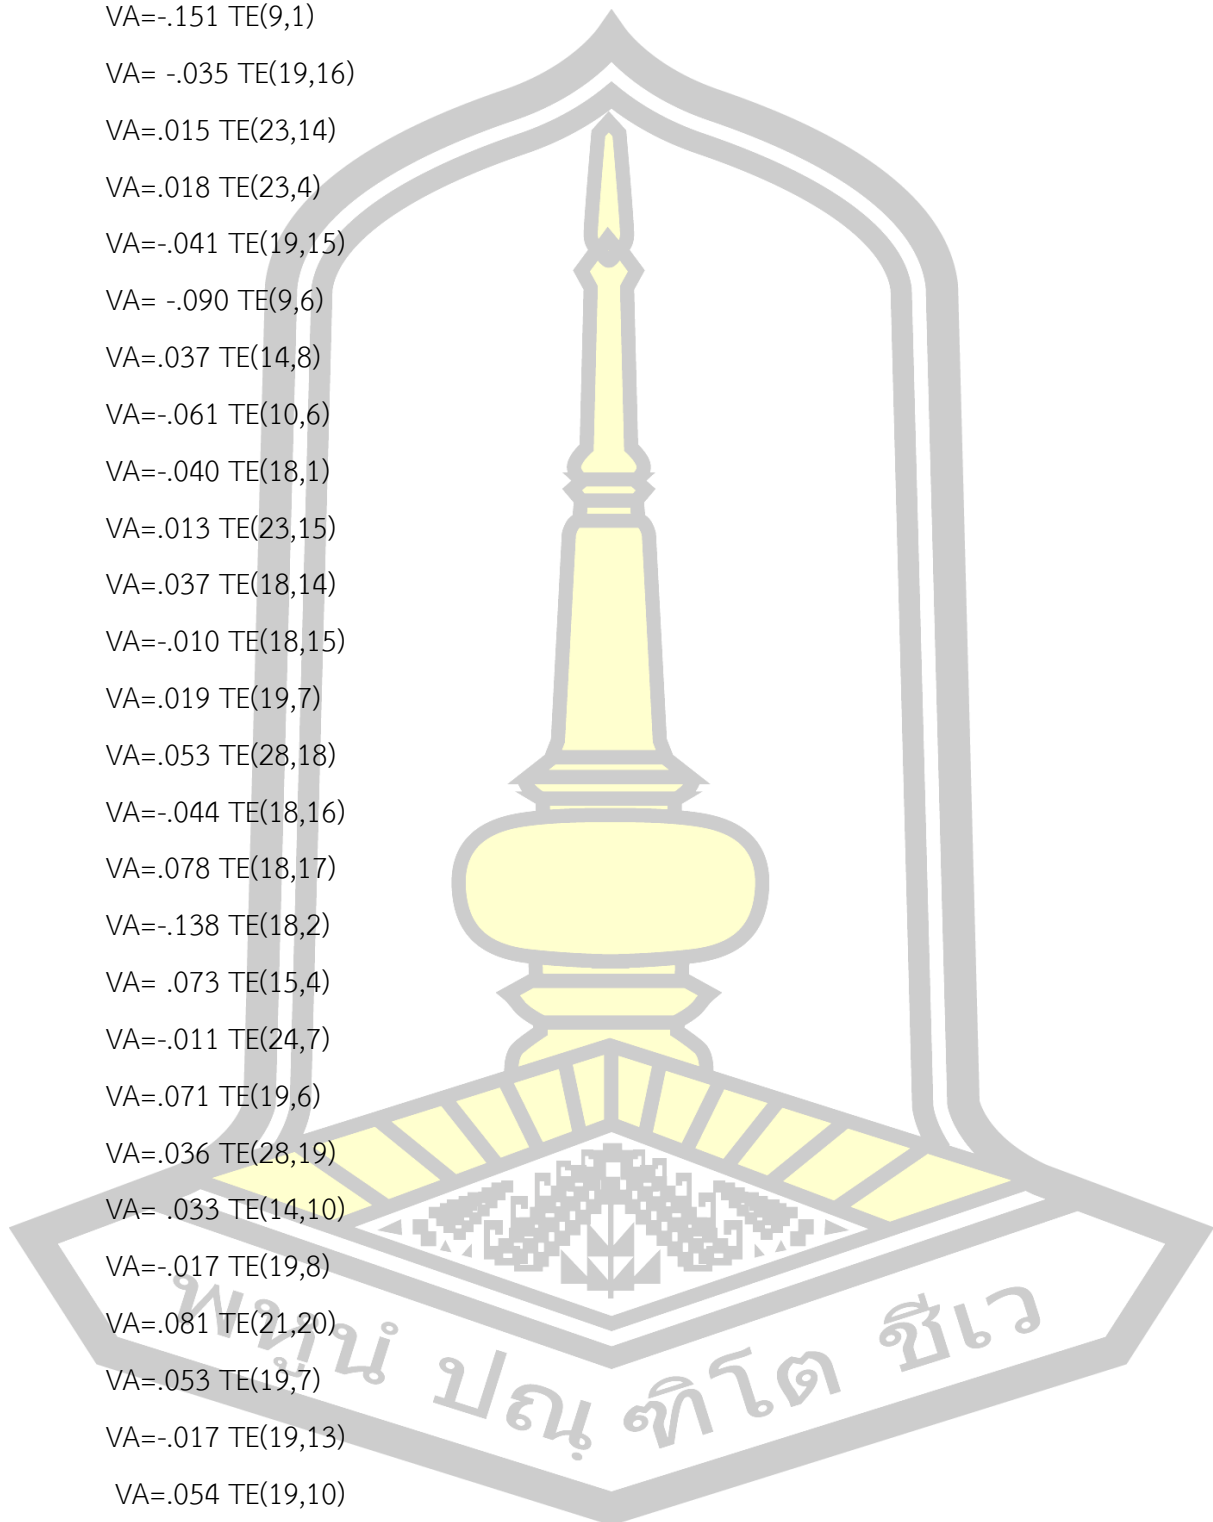 VA=-.151 TE(9,1)
VA= -.035 TE(19,16)
VA=.015 TE(23,14)
VA=.018 TE(23,4)
VA=-.041 TE(19,15)
VA= -.090 TE(9,6)
VA=.037 TE(14,8)
VA=-.061 TE(10,6)
VA=-.040 TE(18,1)
VA=.013 TE(23,15)
VA=.037 TE(18,14)
VA=-.010 TE(18,15)
VA=.019 TE(19,7)
VA=.053 TE(28,18)
VA=-.044 TE(18,16)
VA=.078 TE(18,17)
VA=-.138 TE(18,2)
VA= .073 TE(15,4)
VA=-.011 TE(24,7)
VA=.071 TE(19,6)
VA=.036 TE(28,19)
VA= .033 TE(14,10)
VA=-.017 TE(19,8)
VA=.081 TE(21,20)
VA=.053 TE(19,7)
VA=-.017 TE(19,13)
VA=.054 TE(19,10)
พหูนํ ปณฺ ฑิโต ชีเว